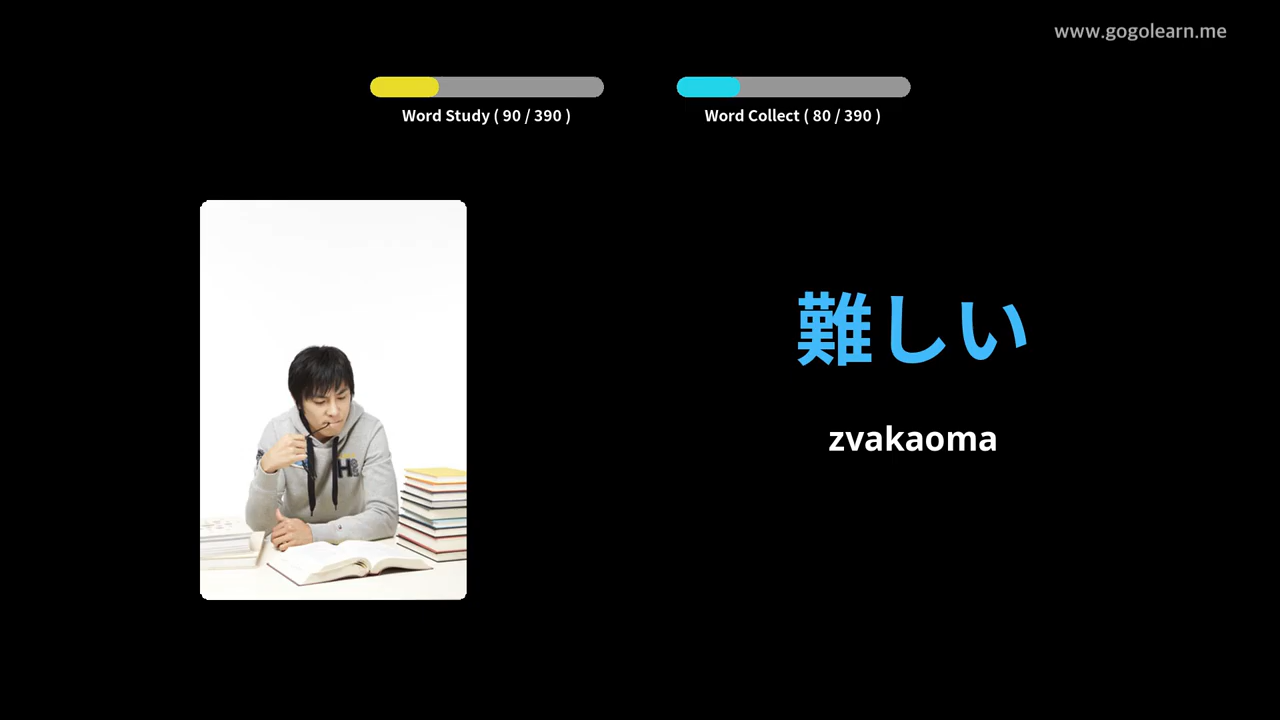 www.gogolearn.me
Word Study ( 90 / 390 )
Word Collect ( 80 / 390 )
難しい
zvakaoma
H